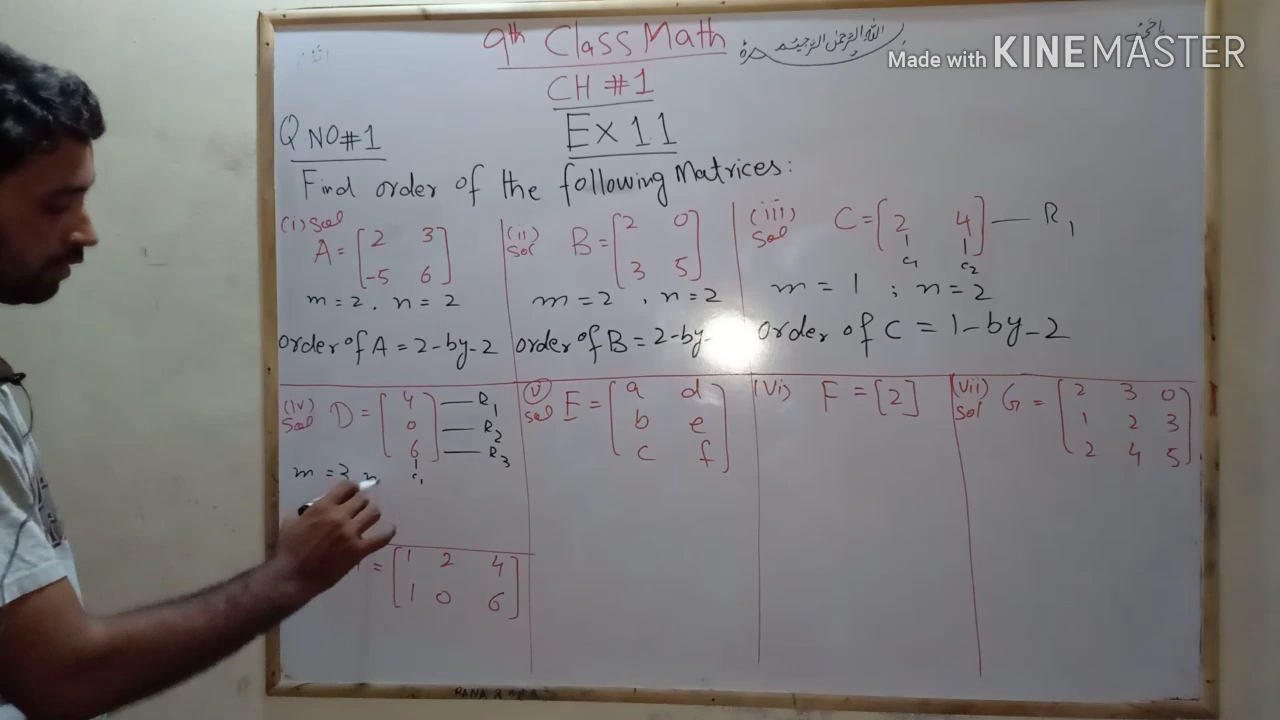 9th Class Math
Made with KINEMASTER
CH #1
Q NO#1
Ex 1.1
Find order of the following Matrices:
(i) Sol
A = [2 3
-5 6]
m = 2, n = 2
order of A = 2-by-2
(ii) Sol
B = [2 0
3 5]
m = 2, n = 2
order of B = 2-by-
(iii) Sol
C = [2 4] — R1
C1 C2
m = 1 ; n = 2
order of C = 1-by-2
(iv) Sol
D = [4 — R1
0 — R2
6] — R3
C1
m = 3 n
(v) Sol
E = [a d
b e
c f]
(vi) F = [2]
(vii) Sol
G = [2 3 0
1 2 3
2 4 5]
= [1 2 4
1 0 6]